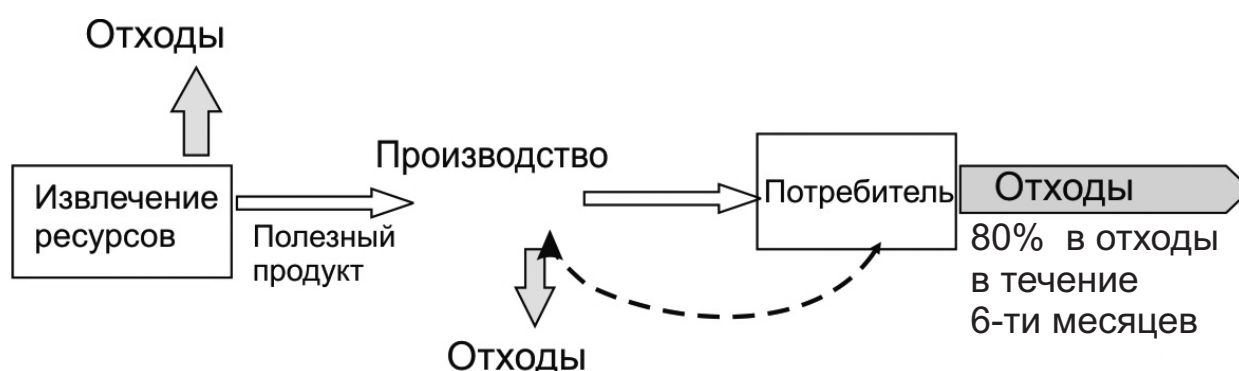 Отходы
Производство
Извлечение
ресурсов
Полезный
продукт
Потребитель
Отходы
80% в отходы
в течение
6-ти месяцев
Отходы